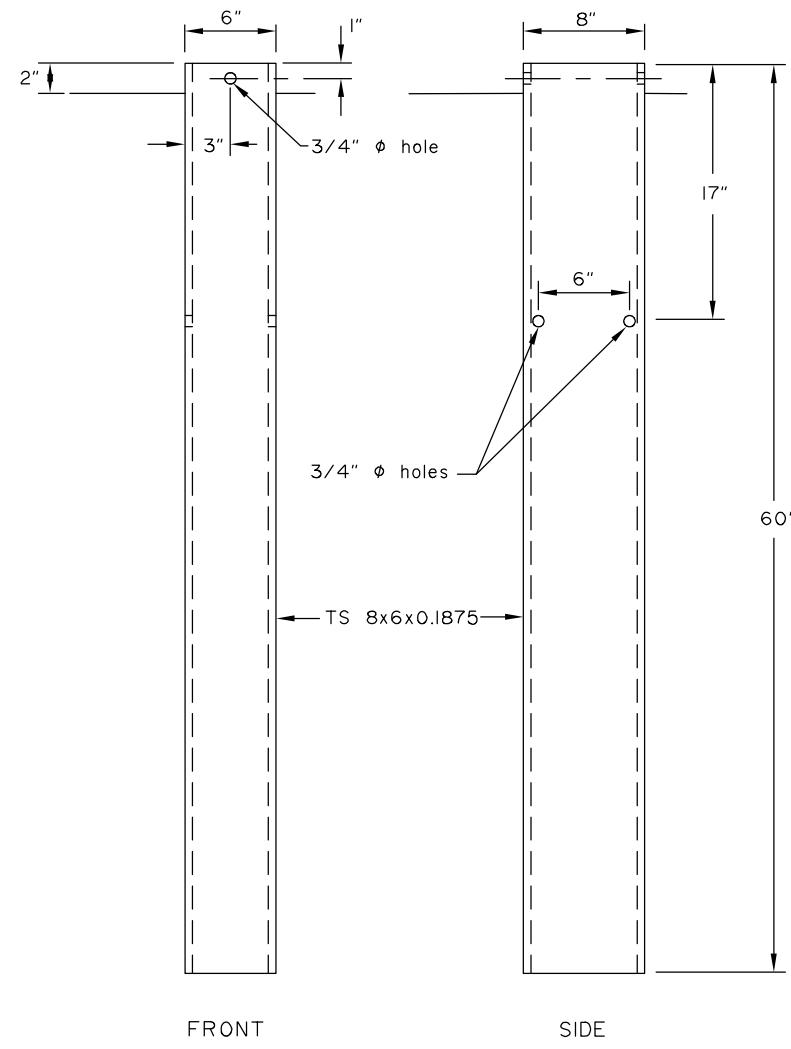 6"
8"
1"
2"
3"
3/4" φ hole
17"
6"
3/4" φ holes
60"
TS 8x6x0.1875
FRONT
SIDE